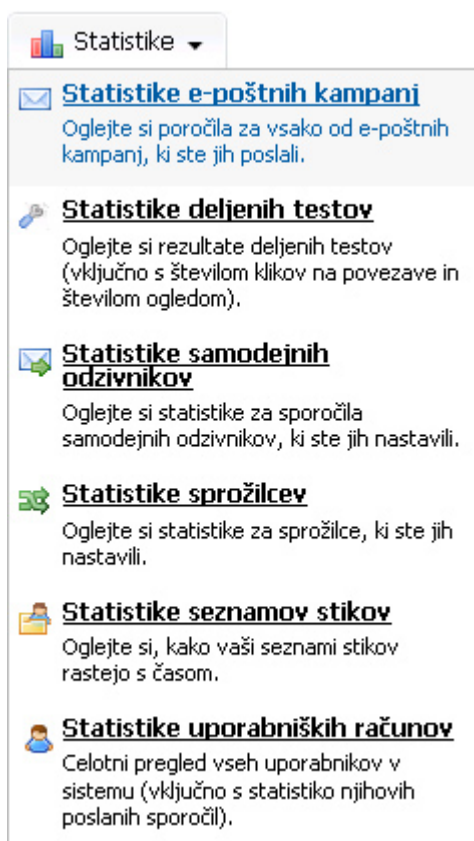 Statistike
Statistike e-poštnih kampanj
Oglejte si poročila za vsako od e-poštnih
kampanj, ki ste jih poslali.
Statistike deljenih testov
Oglejte si rezultate deljenih testov
(vključno s številom klikov na povezave in
številom ogledom).
Statistike samodejnih
odzivnikov
Oglejte si statistike za sporočila
samodejnih odzivnikov, ki ste jih nastavili.
Statistike sprožilcev
Oglejte si statistike za sprožilce, ki ste jih
nastavili.
Statistike seznamov stikov
Oglejte si, kako vaši seznami stikov
rastejo s časom.
Statistike uporabniških računov
Celotni pregled vseh uporabnikov v
sistemu (vključno s statistiko njihovih
poslanih sporočil).